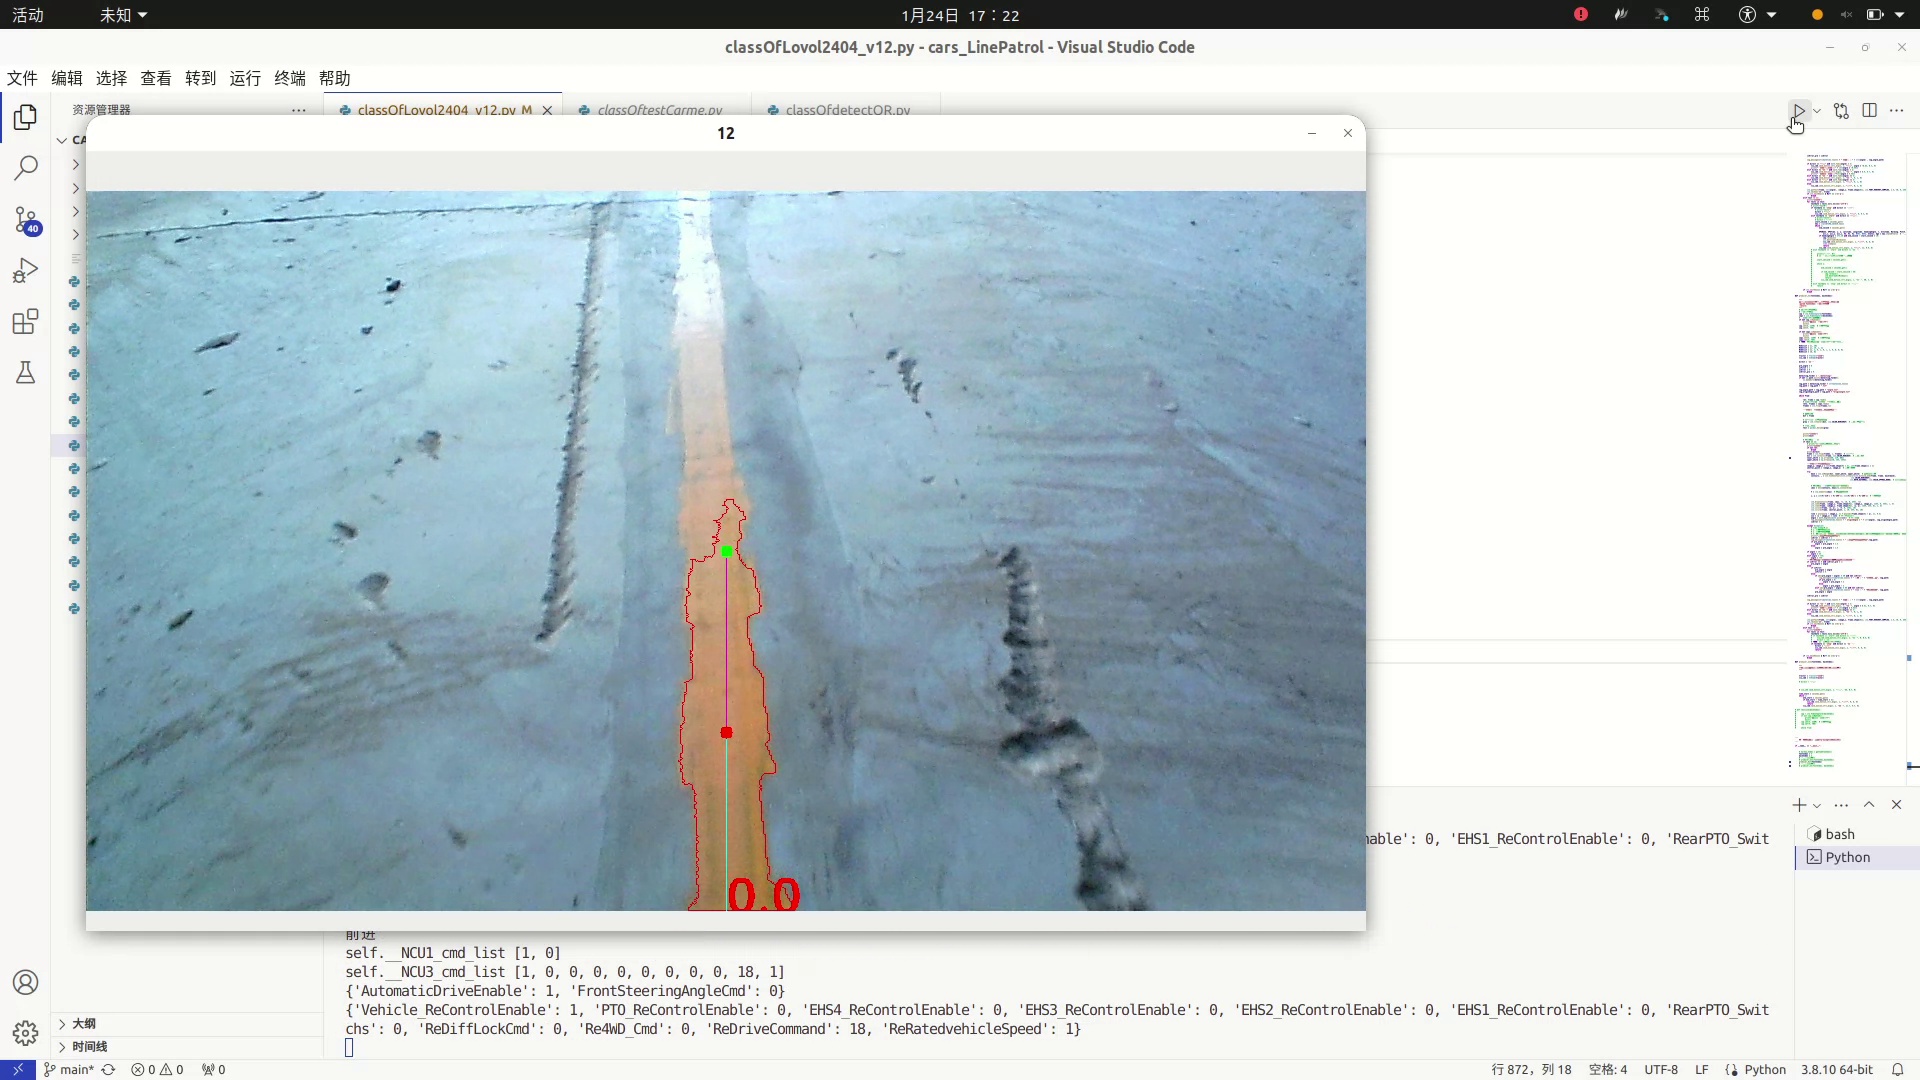 活动
未知
1月24日 17：22
classOfLovol2404_v12.py - cars_LinePatrol - Visual Studio Code
文件 编辑 选择 查看 转到 运行 终端 帮助
资源管理器
classOfLovol2404_v12.py M
classOftestCarme.py
classOfdetectQR.py
CA
12
40
0.0
bash
Python
nable': 0, 'EHS1_ReControlEnable': 0, 'RearPTO_Swit
前进
self.__NCU1_cmd_list [1, 0]
self.__NCU3_cmd_list [1, 0, 0, 0, 0, 0, 0, 0, 0, 18, 1]
{'AutomaticDriveEnable': 1, 'FrontSteeringAngleCmd': 0}
{'Vehicle_ReControlEnable': 1, 'PTO_ReControlEnable': 0, 'EHS4_ReControlEnable': 0, 'EHS3_ReControlEnable': 0, 'EHS2_ReControlEnable': 0, 'EHS1_ReControlEnable': 0, 'RearPTO_Swit
chs': 0, 'ReDiffLockCmd': 0, 'Re4WD_Cmd': 0, 'ReDriveCommand': 18, 'ReRatedvehicleSpeed': 1}
大纲
时间线
main* 0 0 0
行 872，列 18 空格: 4 UTF-8 LF Python 3.8.10 64-bit